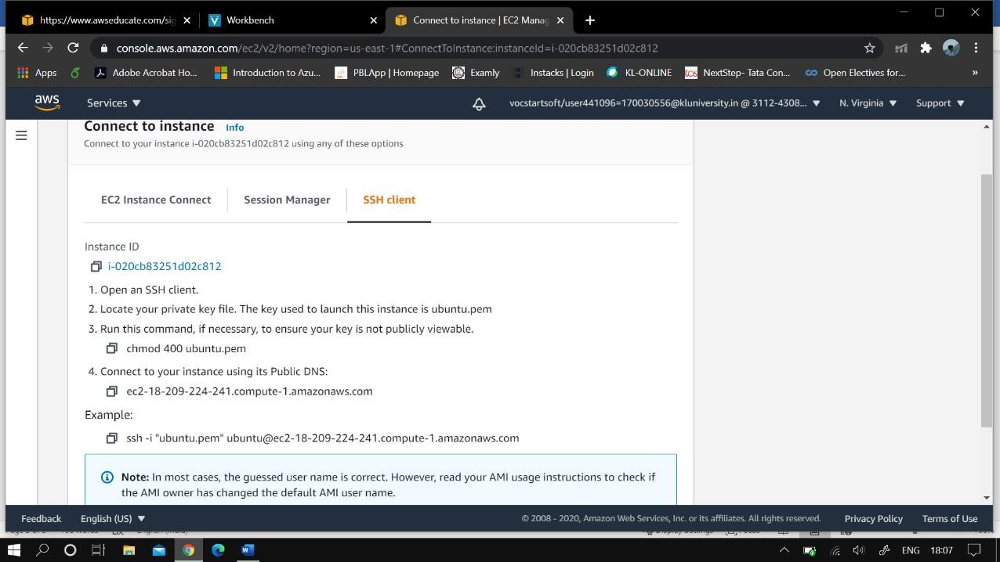 https://www.awseducate.com/sig
Workbench
Connect to instance | EC2 Manag
console.aws.amazon.com/ec2/v2/home?region=us-east-1#ConnectToInstance:instanceId=i-020cb83251d02c812
Apps
Adobe Acrobat Ho...
Introduction to Azu...
PBLApp | Homepage
Examly
Instacks | Login
KL-ONLINE
NextStep- Tata Con...
Open Electives for...
»
aws
Services
vocstartsoft/user441096=170030556@kluniversity.in @ 3112-4308...
N. Virginia
Support
Connect to instance Info
Connect to your instance i-020cb83251d02c812 using any of these options
EC2 Instance Connect
Session Manager
SSH client
Instance ID
i-020cb83251d02c812
1. Open an SSH client.
2. Locate your private key file. The key used to launch this instance is ubuntu.pem
3. Run this command, if necessary, to ensure your key is not publicly viewable.
chmod 400 ubuntu.pem
4. Connect to your instance using its Public DNS:
ec2-18-209-224-241.compute-1.amazonaws.com
Example:
ssh -i "ubuntu.pem" ubuntu@ec2-18-209-224-241.compute-1.amazonaws.com
Note: In most cases, the guessed user name is correct. However, read your AMI usage instructions to check if
the AMI owner has changed the default AMI user name.
Feedback
English (US)
© 2008 - 2020, Amazon Web Services, Inc. or its affiliates. All rights reserved.
Privacy Policy
Terms of Use
ENG
18:07